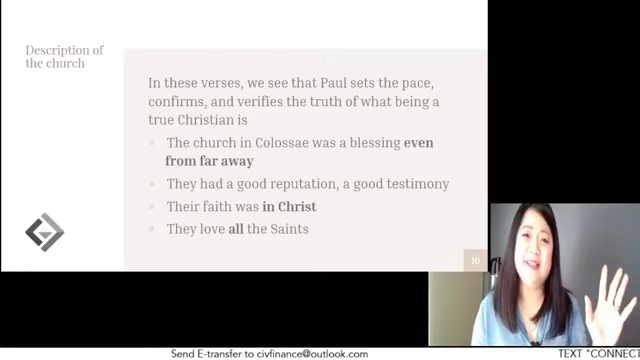 Description of
the church
In these verses, we see that Paul sets the pace,
confirms, and verifies the truth of what being a
true Christian is
The church in Colossae was a blessing even
from far away
They had a good reputation, a good testimony
Their faith was in Christ
They love all the Saints
10
Send E-transfer to civfinance@outlook.com
TEXT "CONNECT